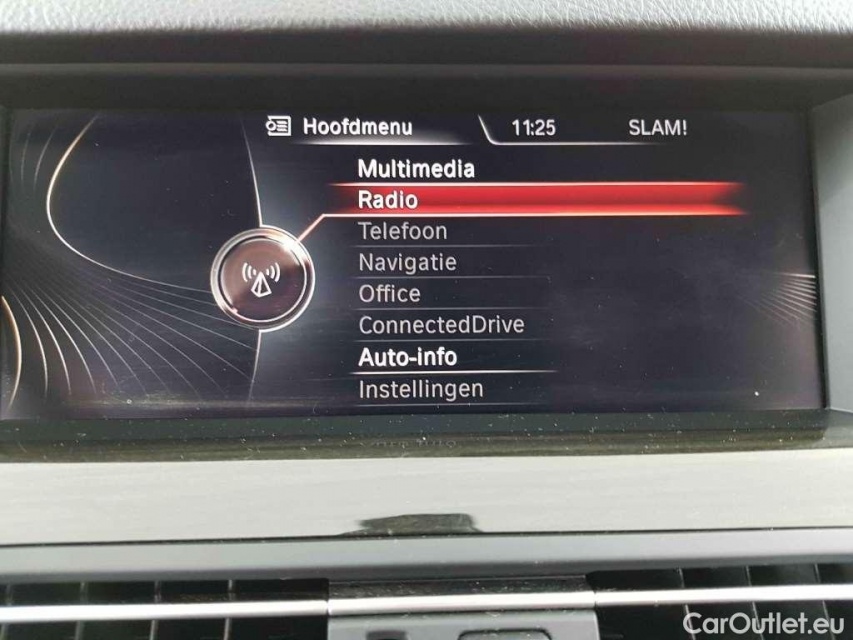 Hoofdmenu 11:25 SLAM!
Multimedia
Radio
Telefoon
Navigatie
Office
ConnectedDrive
Auto-info
Instellingen
CarOutlet.eu